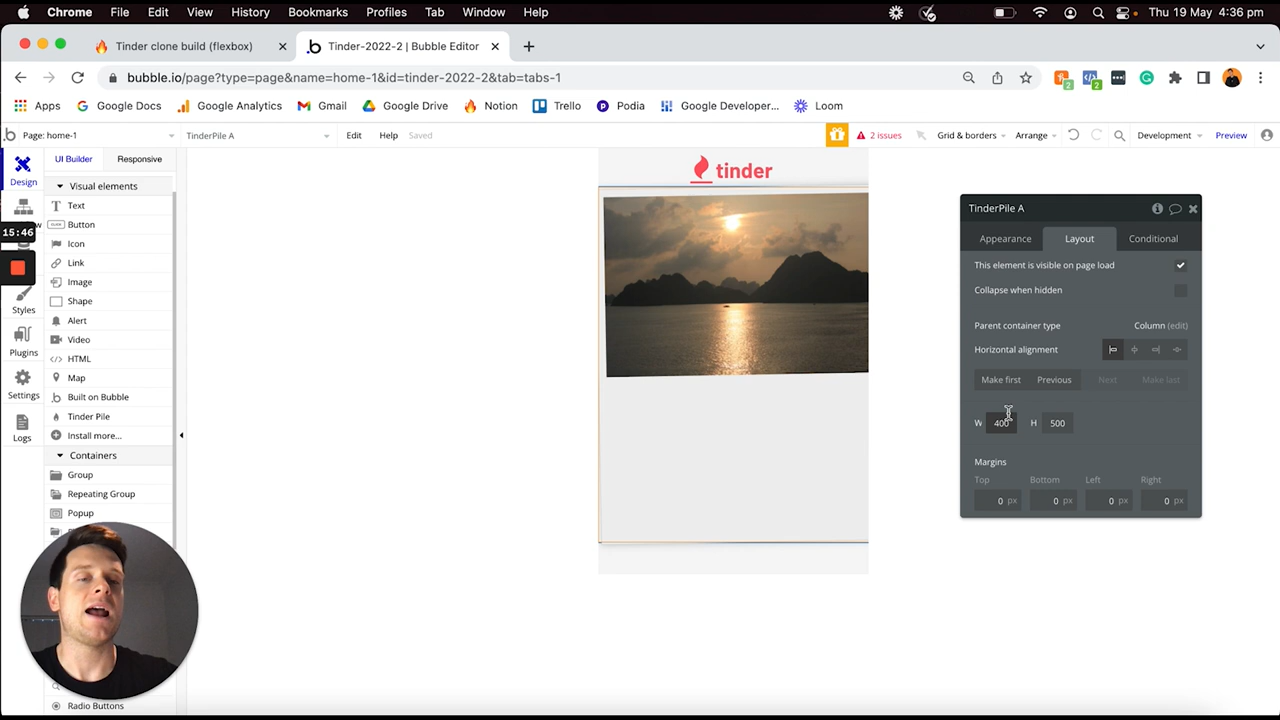 Chrome File Edit View History Bookmarks Profiles Tab Window Help Thu 19 May 4:36 pm
Tinder clone build (flexbox) Tinder-2022-2 | Bubble Editor
bubble.io/page?type=page&name=home-1&id=tinder-2022-2&tab=tabs-1 2 2
Apps Google Docs Google Analytics Gmail Google Drive Notion Trello Podia Google Developer... Loom
Page: home-1 TinderPile A Edit Help Saved 2 issues Grid & borders Arrange Development Preview
Design
15:46
Styles
Plugins
Settings
Logs
UI Builder Responsive
Visual elements
Text
Button
Icon
Link
Image
Shape
Alert
Video
HTML
Map
Built on Bubble
Tinder Pile
Install more...
Containers
Group
Repeating Group
Popup
Radio Buttons
tinder
TinderPile A
Appearance Layout Conditional
This element is visible on page load
Collapse when hidden
Parent container type Column (edit)
Horizontal alignment
Make first Previous Next Make last
W 400 H 500
Margins
Top Bottom Left Right
0 px 0 px 0 px 0 px